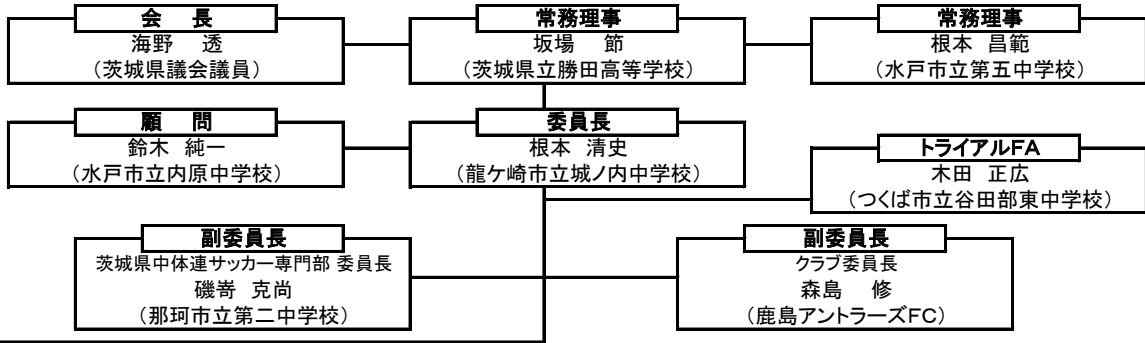 会　長
海野　透
（茨城県議会議員）
常務理事
坂場　節
（茨城県立勝田高等学校）
常務理事
根本 昌範
（水戸市立第五中学校）
顧　問
鈴木 純一
（水戸市立内原中学校）
委員長
根本 清史
（龍ケ崎市立城ノ内中学校）
トライアルFA
木田 正広
（つくば市立谷田部東中学校）
副委員長
茨城県中体連サッカー専門部 委員長
磯嵜 克尚
（那珂市立第二中学校）
副委員長
クラブ委員長
森島　修
（鹿島アントラーズFC）